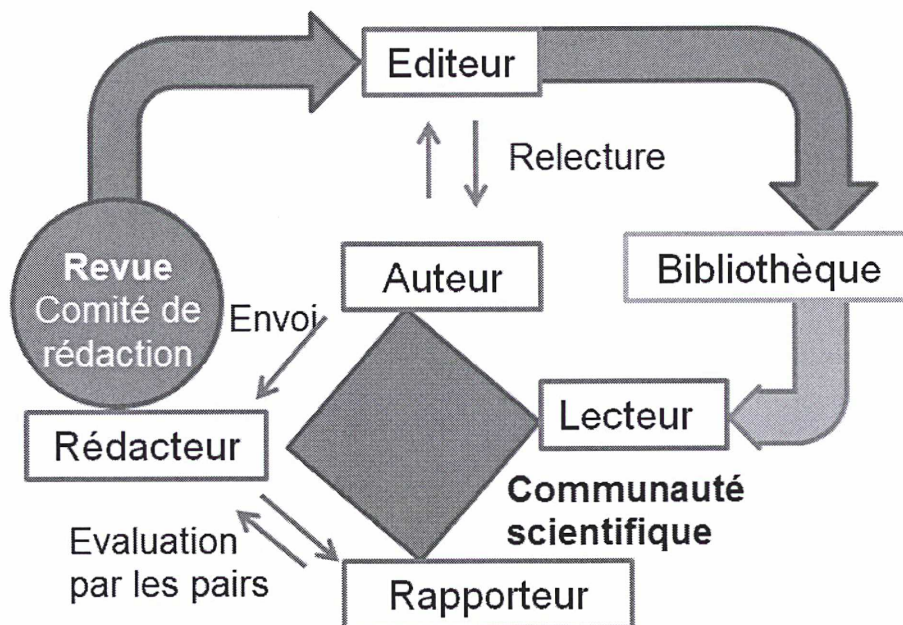 Editeur
Relecture
Revue
Comité de
rédaction
Auteur
Bibliothèque
Envoi
Rédacteur
Lecteur
Communauté
scientifique
Evaluation
par les pairs
Rapporteur